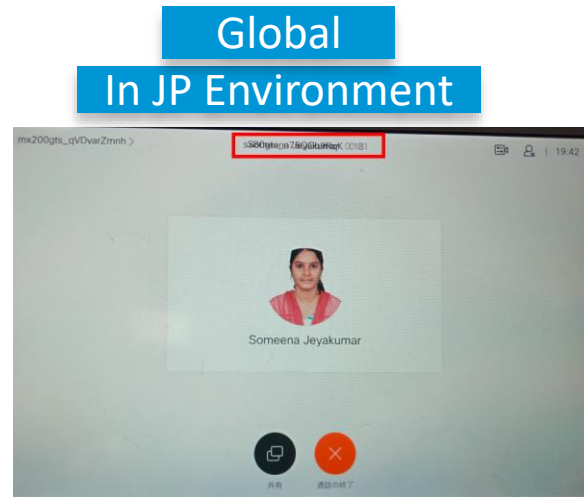 Global
In JP Environment
mx200gts_qVDvarZmnh >
19:42
Someena Jeyakumar
共有
通話の終了